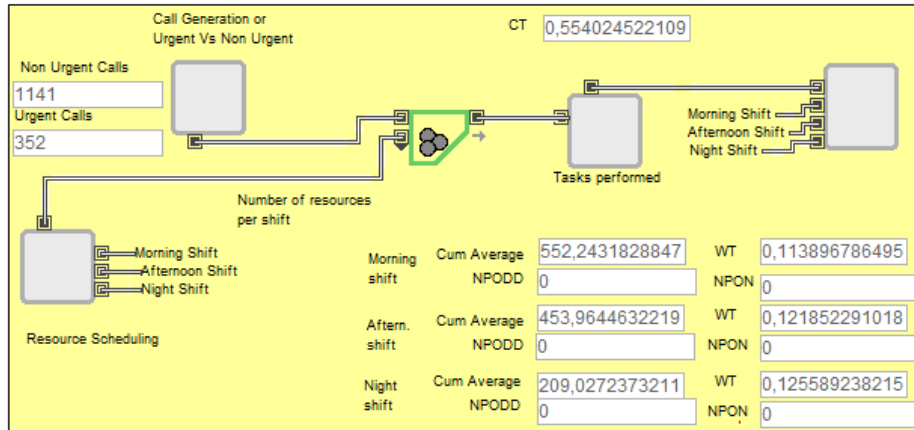 Call Generation or
Urgent Vs Non Urgent
CT 0,554024522109
Non Urgent Calls
1141
Urgent Calls
352
Morning Shift
Afternoon Shift
Night Shift
Tasks performed
Number of resources
per shift
Morning Shift
Afternoon Shift
Night Shift
Resource Scheduling
Morning
shift
Cum Average 552,2431828847 WT 0,113896786495
NPODD 0 NPON 0
Aftern.
shift
Cum Average 453,9644632219 WT 0,121852291018
NPODD 0 NPON 0
Night
shift
Cum Average 209,0272373211 WT 0,125589238215
NPODD 0 NPON 0